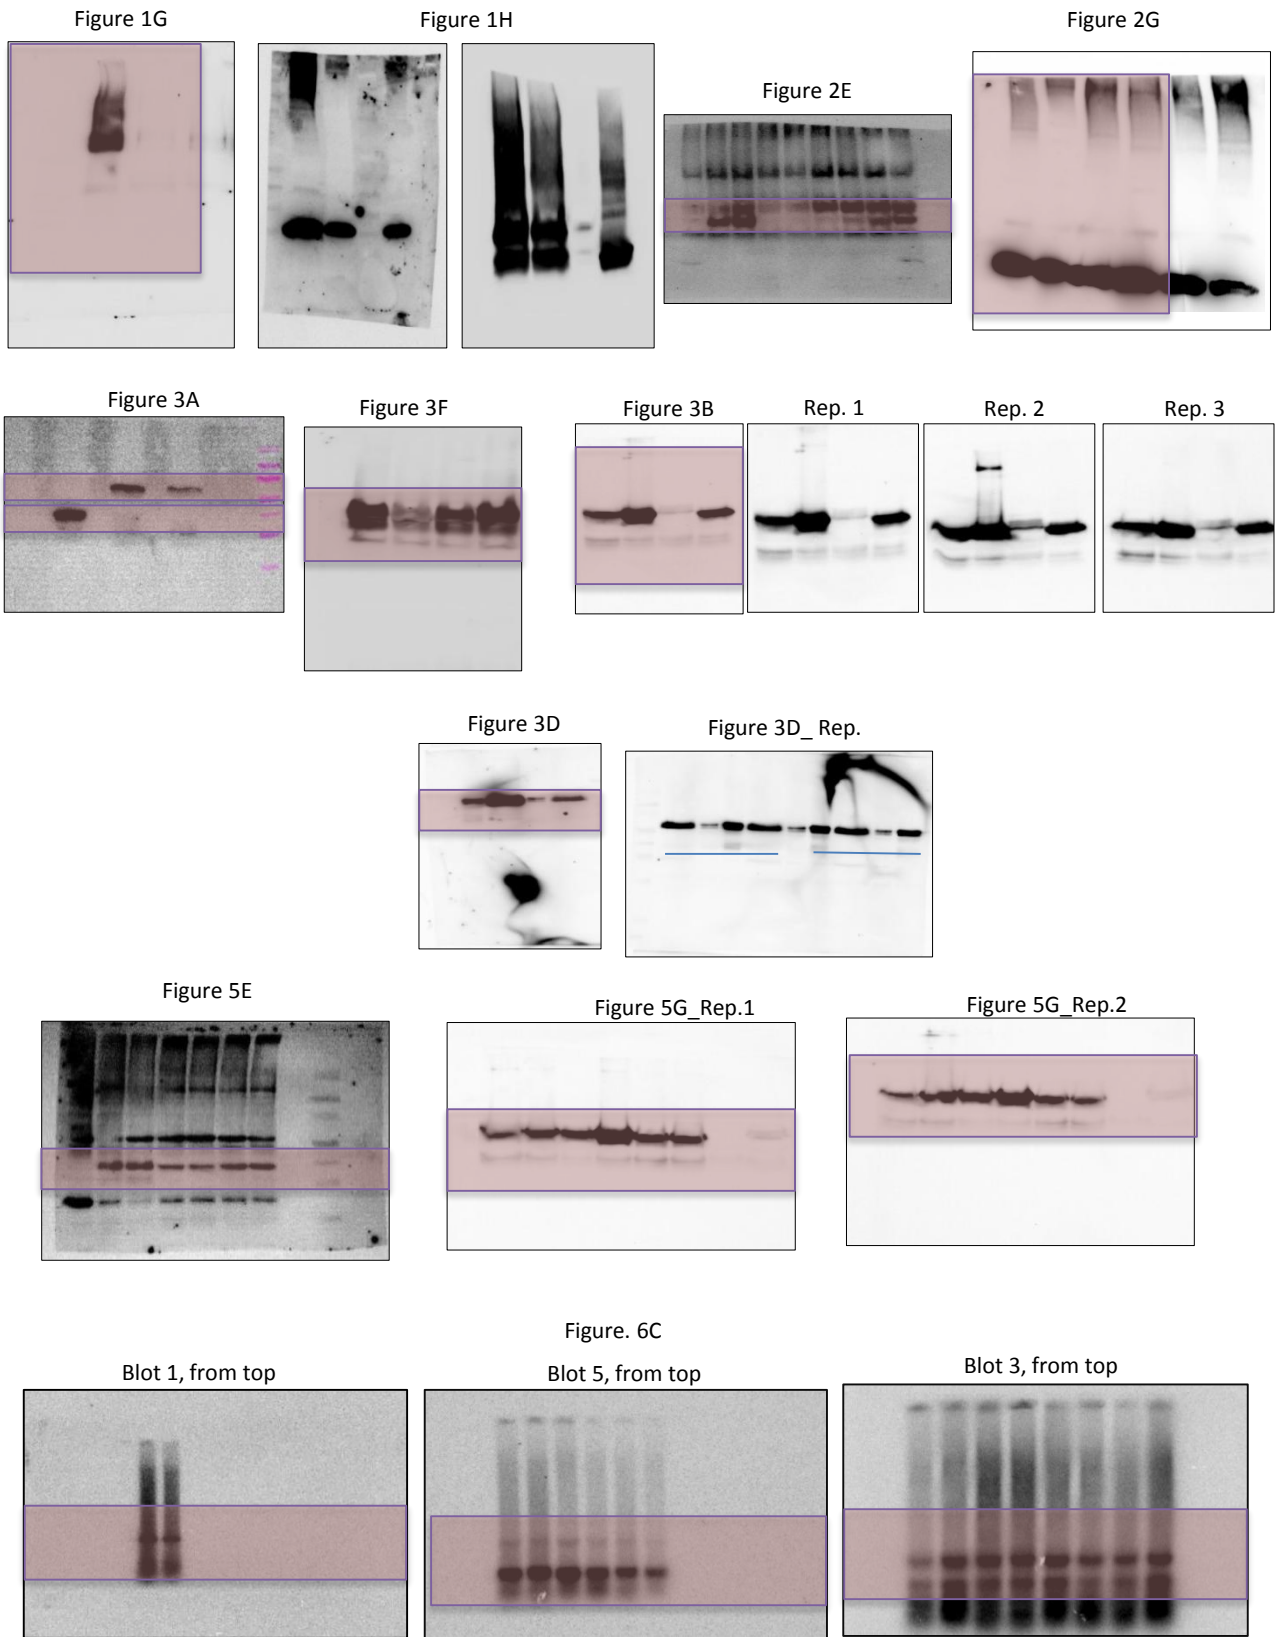 Figure 1G
Figure 1H
Figure 2G
Figure 2E
Figure 3A
Figure 3F
Figure 3B
Rep. 1
Rep. 2
Rep. 3
Figure 3D
Figure 3D_ Rep.
Figure 5E
Figure 5G_Rep.1
Figure 5G_Rep.2
Figure. 6C
Blot 1, from top
Blot 5, from top
Blot 3, from top